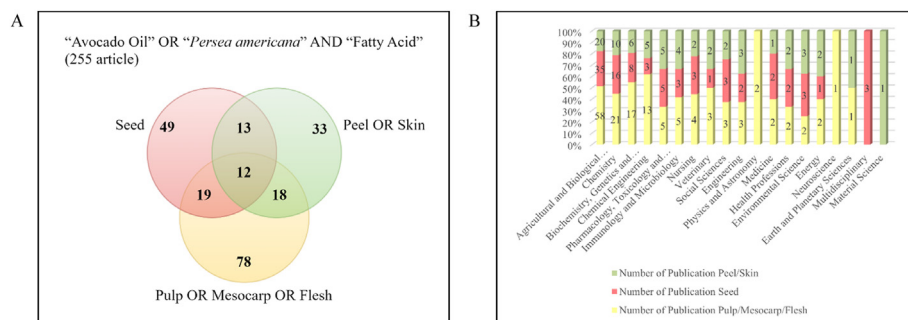 A
“Avocado Oil” OR “Persea americana” AND “Fatty Acid”
(255 article)
Seed
49
13
33
Peel OR Skin
12
19
18
78
Pulp OR Mesocarp OR Flesh
B
100%
90%
80%
70%
60%
50%
40%
30%
20%
10%
0%
20 10 6 5 5 4 2 2 2 3 1 2 3 2 1 1
35 16 8 3 5 3 3 1 3 2 2 2 3 1 3
58 21 17 13 5 5 4 3 3 3 2 2 2 2 2 1 1
Agricultural and Biological…
Chemistry
Biochemistry, Genetics and…
Chemical Engineering
Pharmacology, Toxicology and…
Immunology and Microbiology
Nursing
Veterinary
Social Sciences
Engineering
Physics and Astronomy
Medicine
Health Professions
Environmental Science
Energy
Neuroscience
Earth and Planetary Sciences
Multidisciplinary
Material Science
Number of Publication Peel/Skin
Number of Publication Seed
Number of Publication Pulp/Mesocarp/Flesh